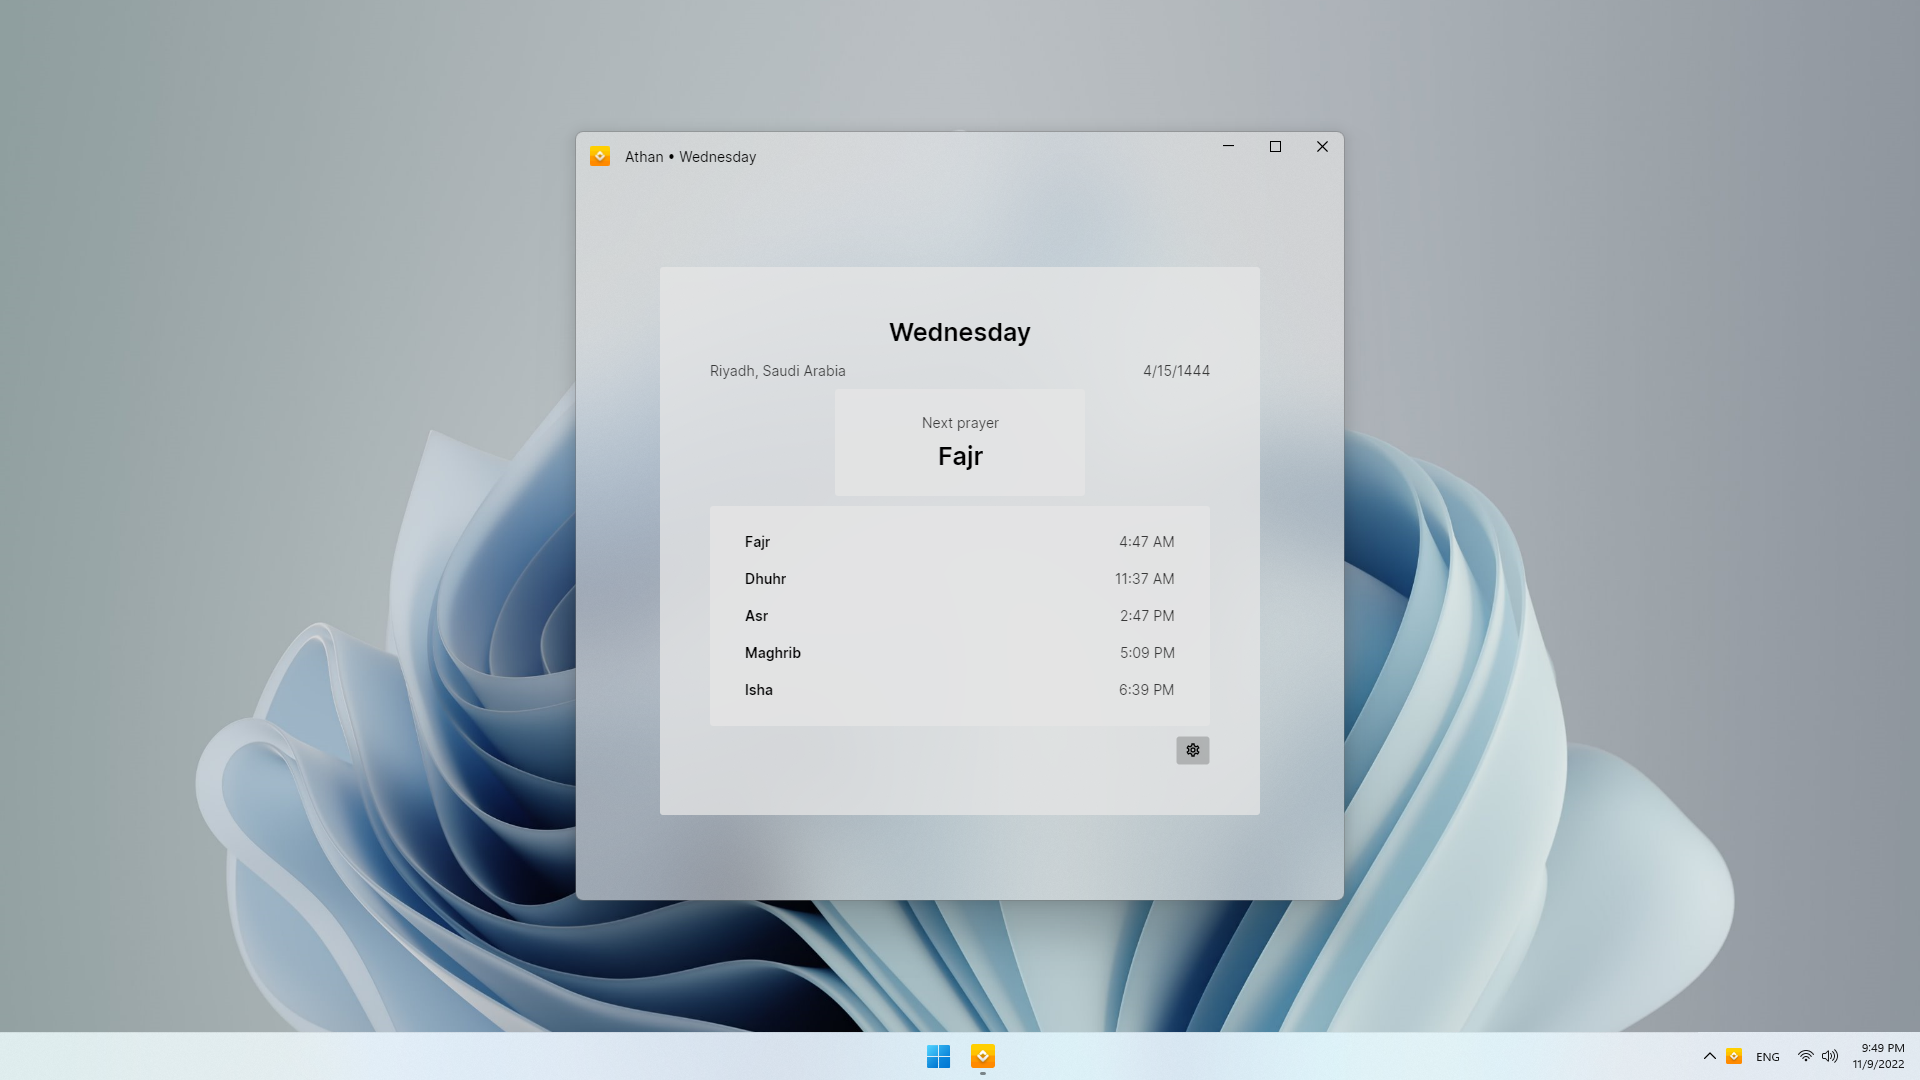 Athan • Wednesday
Wednesday
Riyadh, Saudi Arabia 4/15/1444
Next prayer
Fajr
Fajr 4:47 AM
Dhuhr 11:37 AM
Asr 2:47 PM
Maghrib 5:09 PM
Isha 6:39 PM
ENG
9:49 PM
11/9/2022